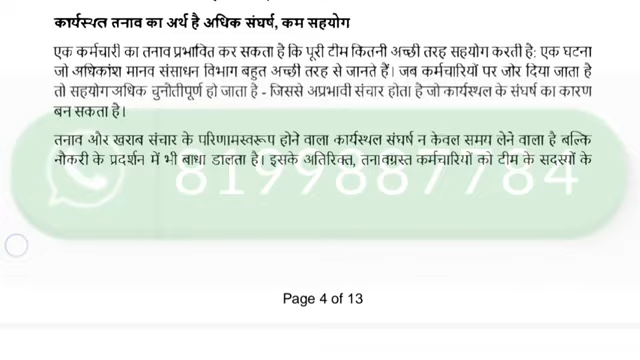 कार्यस्थल तनाव का अर्थ है अधिक संघर्ष, कम सहयोग
एक कर्मचारी का तनाव प्रभावित कर सकता है कि पूरी टीम कितनी अच्छी तरह सहयोग करती है: एक घटना
जो अधिकांश मानव संसाधन विभाग बहुत अच्छी तरह से जानते हैं। जब कर्मचारियों पर जोर दिया जाता है
तो सहयोग अधिक चुनौतीपूर्ण हो जाता है - जिससे अप्रभावी संचार होता है जो कार्यस्थल के संघर्ष का कारण
बन सकता है।
तनाव और खराब संचार के परिणामस्वरूप होने वाला कार्यस्थल संघर्ष न केवल समय लेने वाला है बल्कि
नौकरी के प्रदर्शन में भी बाधा डालता है। इसके अतिरिक्त, तनावग्रस्त कर्मचारियों को टीम के सदस्यों के
8199887784
Page 4 of 13